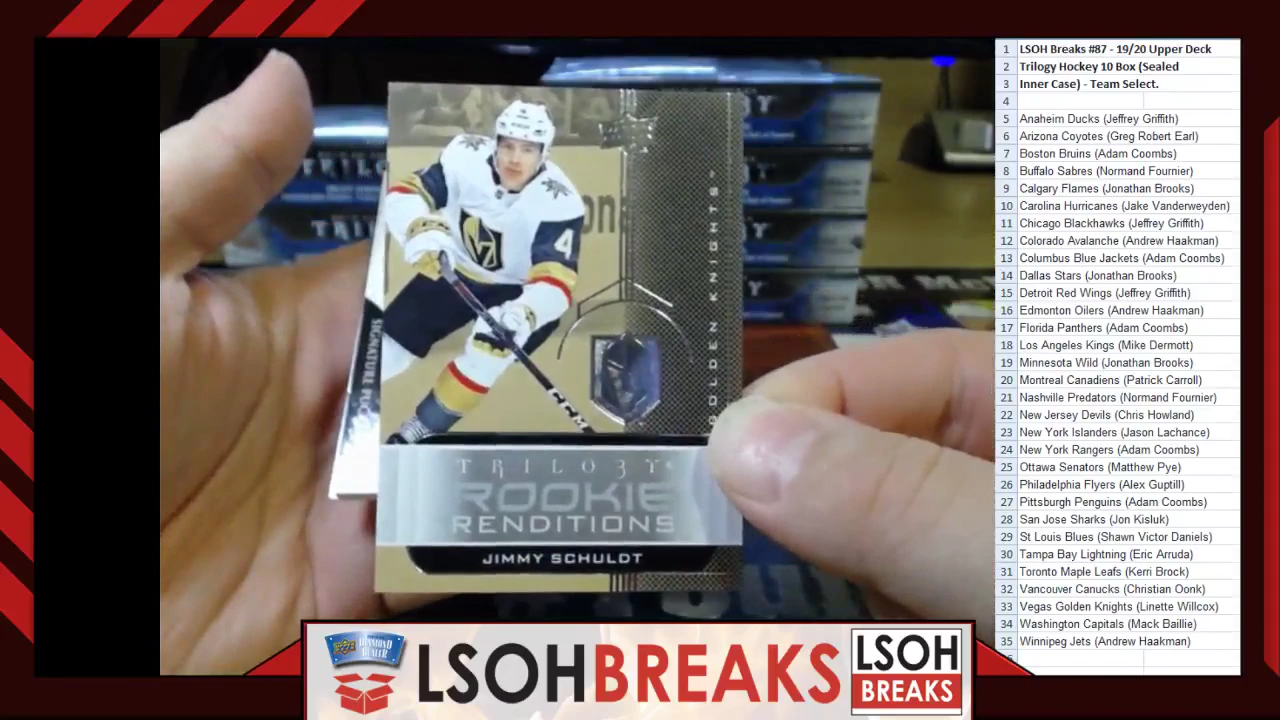 1 LSOH Breaks #87 - 19/20 Upper Deck
2 Trilogy Hockey 10 Box (Sealed
3 Inner Case) - Team Select.
4
5 Anaheim Ducks (Jeffrey Griffith)
6 Arizona Coyotes (Greg Robert Earl)
7 Boston Bruins (Adam Coombs)
8 Buffalo Sabres (Normand Fournier)
9 Calgary Flames (Jonathan Brooks)
10 Carolina Hurricanes (Jake Vanderweyden)
11 Chicago Blackhawks (Jeffrey Griffith)
12 Colorado Avalanche (Andrew Haakman)
13 Columbus Blue Jackets (Adam Coombs)
14 Dallas Stars (Jonathan Brooks)
15 Detroit Red Wings (Jeffrey Griffith)
16 Edmonton Oilers (Andrew Haakman)
17 Florida Panthers (Adam Coombs)
18 Los Angeles Kings (Mike Dermott)
19 Minnesota Wild (Jonathan Brooks)
20 Montreal Canadiens (Patrick Carroll)
21 Nashville Predators (Normand Fournier)
22 New Jersey Devils (Chris Howland)
23 New York Islanders (Jason Lachance)
24 New York Rangers (Adam Coombs)
25 Ottawa Senators (Matthew Pye)
26 Philadelphia Flyers (Alex Guptill)
27 Pittsburgh Penguins (Adam Coombs)
28 San Jose Sharks (Jon Kisluk)
29 St Louis Blues (Shawn Victor Daniels)
30 Tampa Bay Lightning (Eric Arruda)
31 Toronto Maple Leafs (Kerri Brock)
32 Vancouver Canucks (Christian Oonk)
33 Vegas Golden Knights (Linette Willcox)
34 Washington Capitals (Mack Baillie)
35 Winnipeg Jets (Andrew Haakman)
4
CCM
GOLDEN KNIGHTS
SIGNATURE
TRILOGY
ROOKIE
RENDITIONS
JIMMY SCHULDT
DIAMOND
DEALER
LSOHBREAKS
LSOH
BREAKS